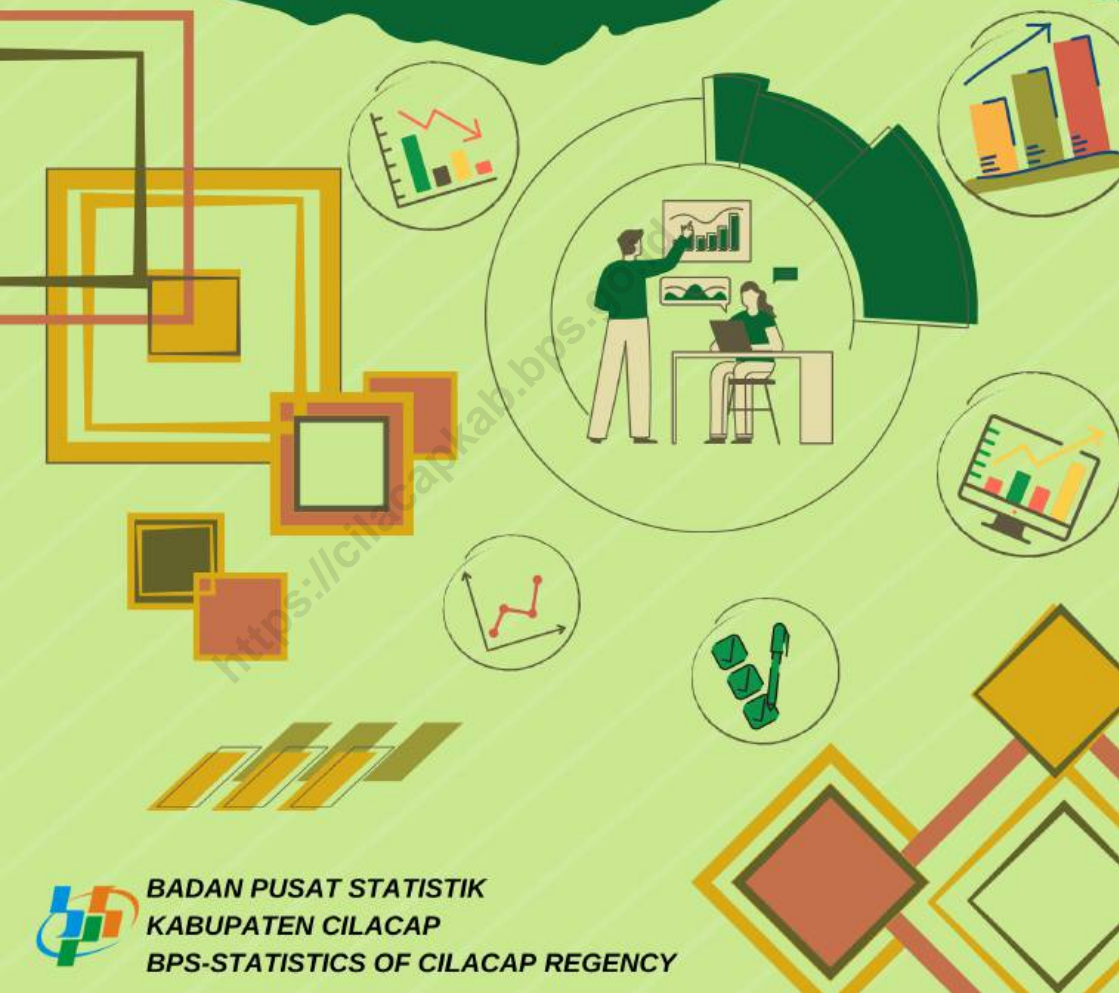 https://cilacapkab.bps.go.id
BADAN PUSAT STATISTIK
KABUPATEN CILACAP
BPS-STATISTICS OF CILACAP REGENCY